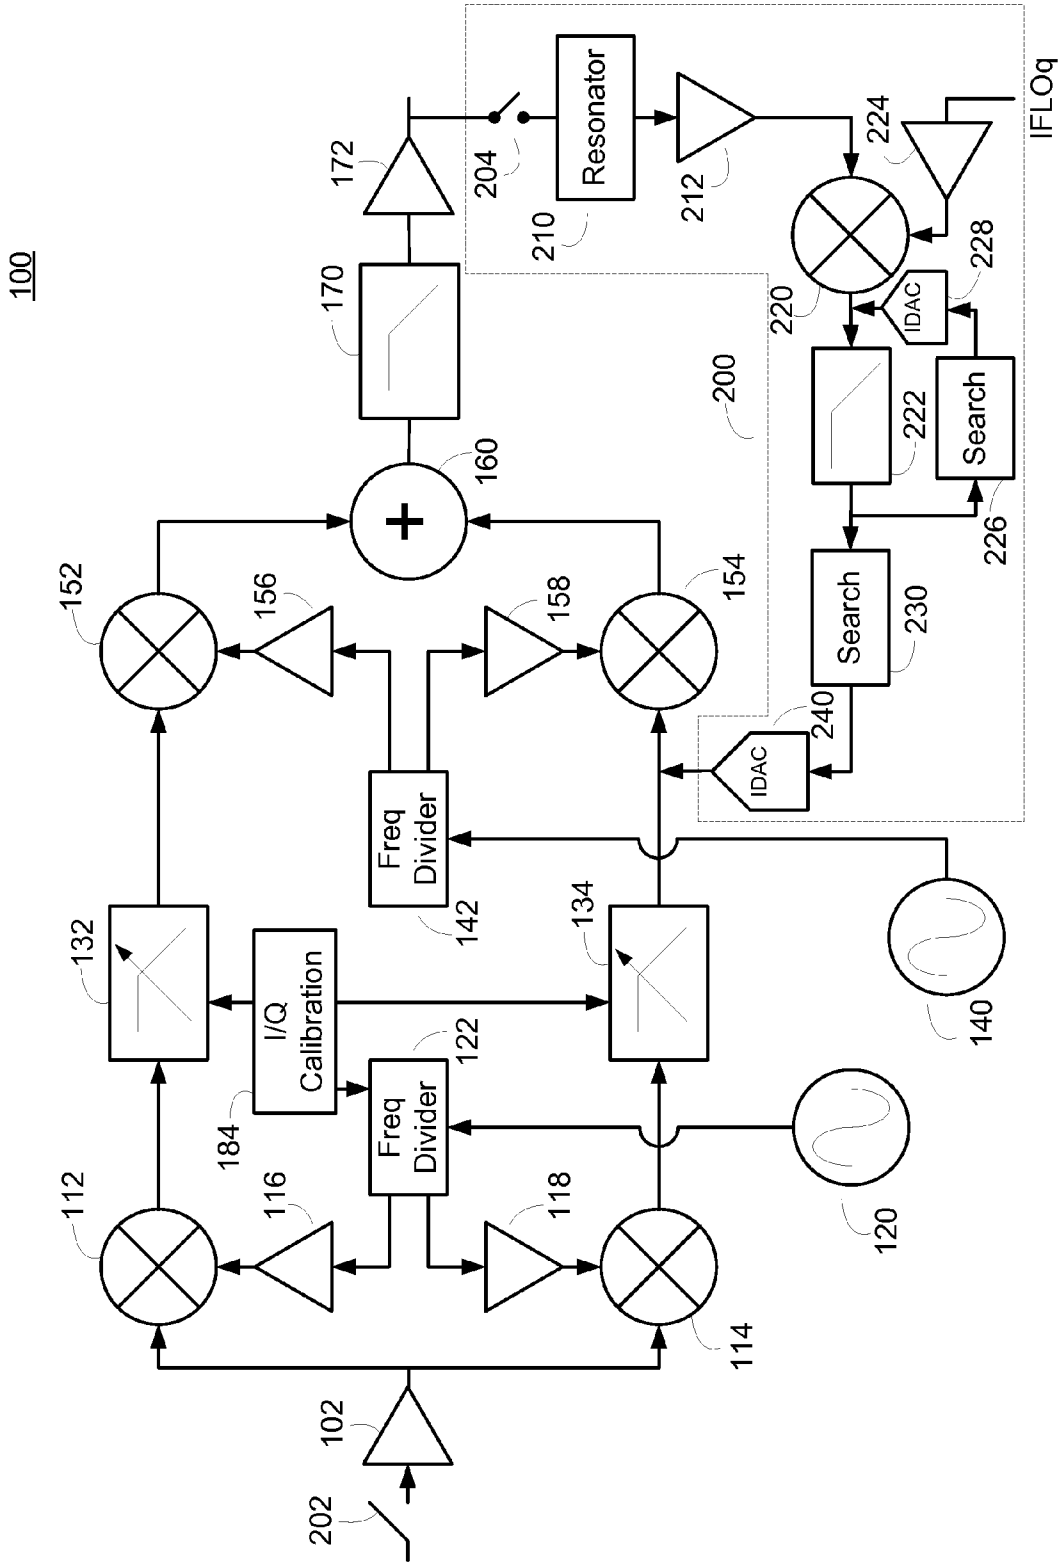 100
202
102
112
114
116
118
120
Freq
Divider
122
184
I/Q
Calibration
132
134
140
Freq
Divider
142
152
154
156
158
160
170
172
200
204
Resonator
210
212
220
224
IFLOq
IDAC
228
222
Search
226
Search
230
IDAC
240